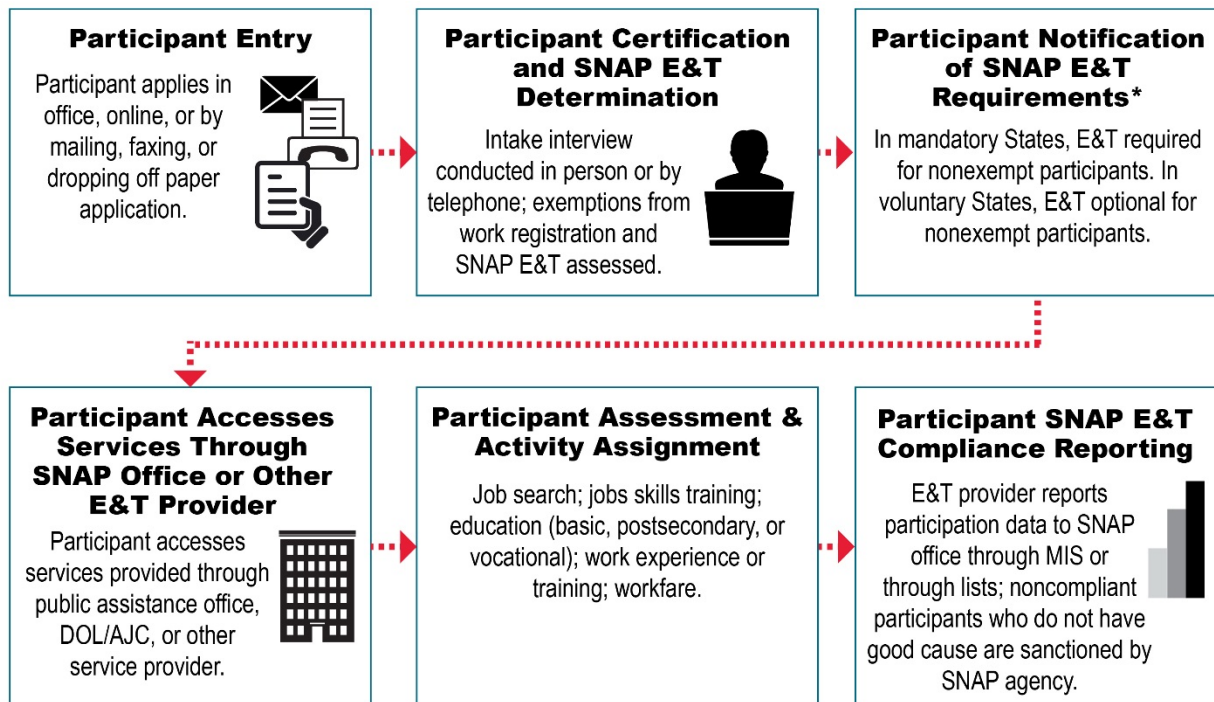 Participant Entry
Participant applies in
office, online, or by
mailing, faxing, or
dropping off paper
application.
Participant Certification
and SNAP E&T
Determination
Intake interview
conducted in person or by
telephone; exemptions from
work registration and
SNAP E&T assessed.
Participant Notification
of SNAP E&T
Requirements*
In mandatory States, E&T required
for nonexempt participants. In
voluntary States, E&T optional for
nonexempt participants.
Participant Accesses
Services Through
SNAP Office or Other
E&T Provider
Participant accesses
services provided through
public assistance office,
DOL/AJC, or other
service provider.
Participant Assessment &
Activity Assignment
Job search; jobs skills training;
education (basic, postsecondary, or
vocational); work experience or
training; workfare.
Participant SNAP E&T
Compliance Reporting
E&T provider reports
participation data to SNAP
office through MIS or
through lists; noncompliant
participants who do not have
good cause are sanctioned by
SNAP agency.